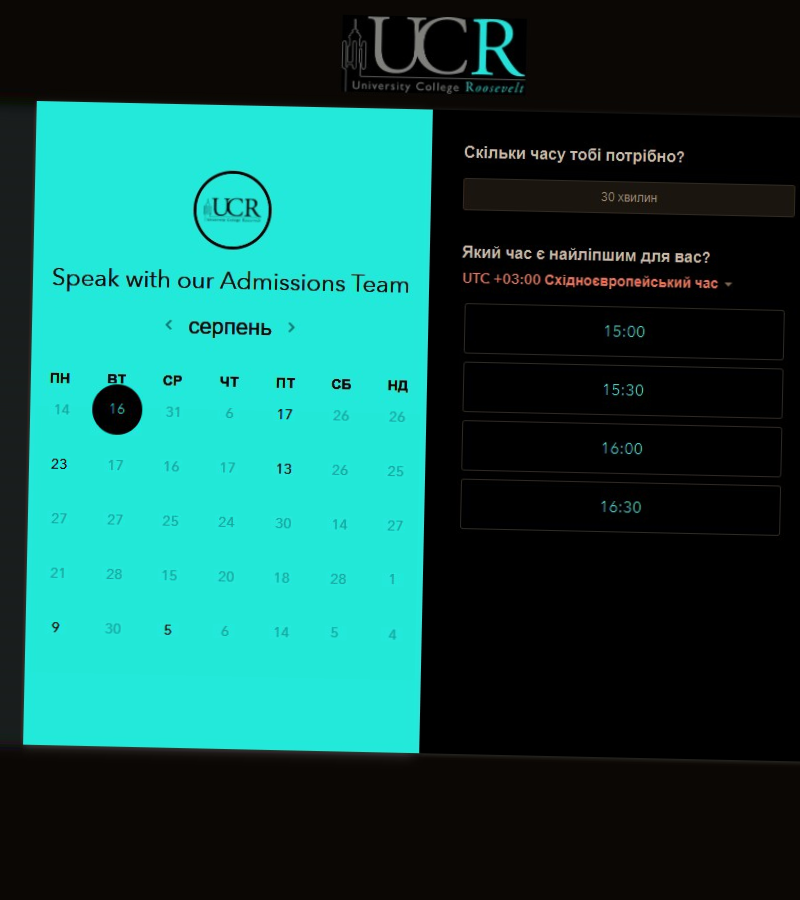 UCR
University College Roosevelt
UCR
University College Roosevelt
Speak with our Admissions Team
серпень
ПН ВТ СР ЧТ ПТ СБ НД
14 16 31 6 17 26 26
23 17 16 17 13 26 25
27 27 25 24 30 14 27
21 28 15 20 18 28 1
9 30 5 6 14 5 4
Скільки часу тобі потрібно?
30 хвилин
Який час є найліпшим для вас?
UTC +03:00 Східноєвропейський час
15:00
15:30
16:00
16:30